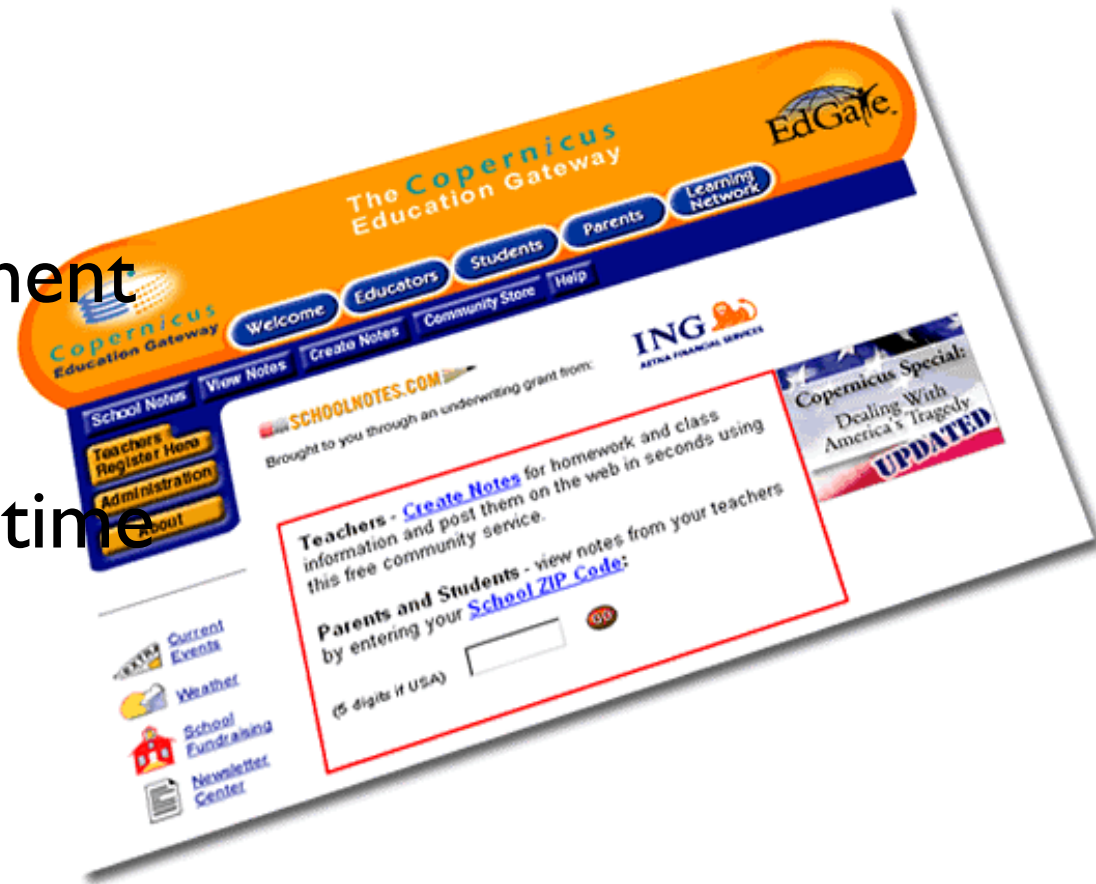 EdGate
The Copernicus
Education Gateway
Copernicus
Education Gateway
Welcome
Educators
Students
Parents
Learning
Network
School Notes
View Notes
Create Notes
Community Store
Help
Teachers
Register Here
Administration
About
ment
time
SCHOOLNOTES.COM
Brought to you through an underwriting grant from:
ING
AETNA FINANCIAL SERVICES
Copernicus Special:
Dealing With
America's Tragedy
UPDATED
Teachers - Create Notes for homework and class
information and post them on the web in seconds using
this free community service.
Parents and Students - view notes from your teachers
by entering your School ZIP Code:
(5 digits if USA)
GO
EXTRA
Current
Events
Weather
School
Fundraising
Newsletter
Center